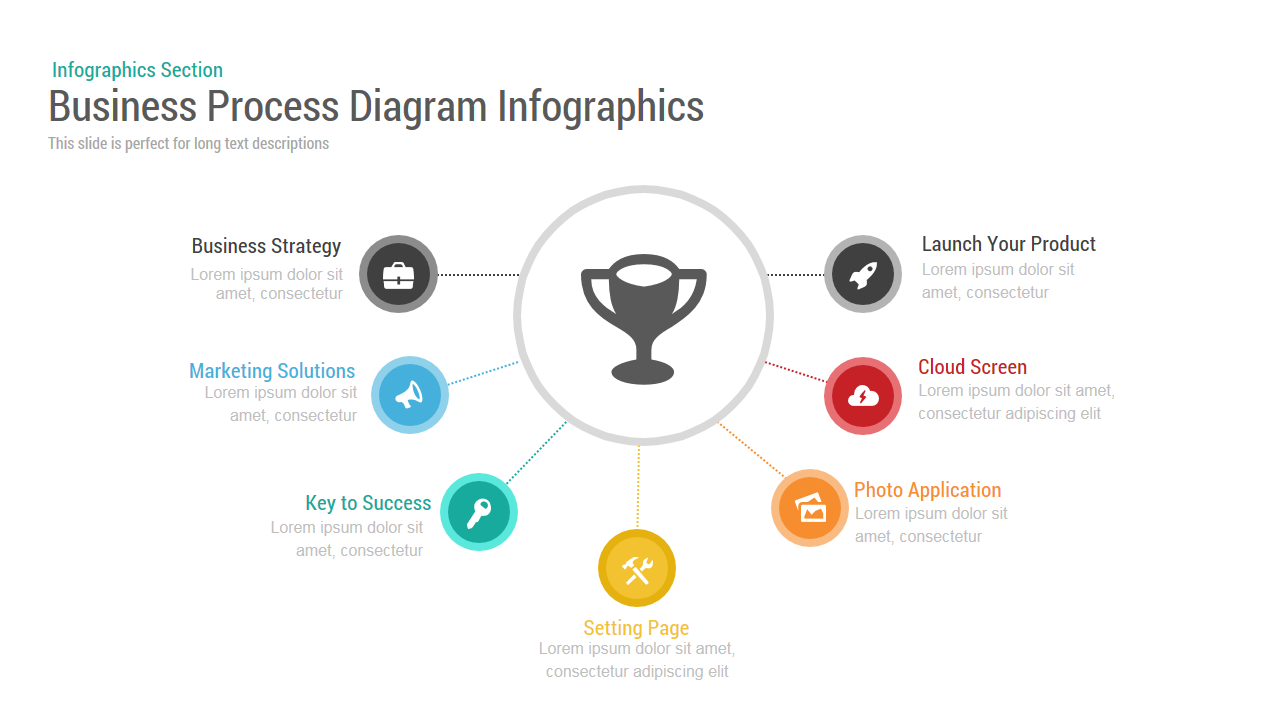 Infographics Section
Business Process Diagram Infographics
This slide is perfect for long text descriptions
Business Strategy
Lorem ipsum dolor sit
amet, consectetur
Marketing Solutions
Lorem ipsum dolor sit
amet, consectetur
Key to Success
Lorem ipsum dolor sit
amet, consectetur
Setting Page
Lorem ipsum dolor sit amet,
consectetur adipiscing elit
Launch Your Product
Lorem ipsum dolor sit
amet, consectetur
Cloud Screen
Lorem ipsum dolor sit amet,
consectetur adipiscing elit
Photo Application
Lorem ipsum dolor sit
amet, consectetur